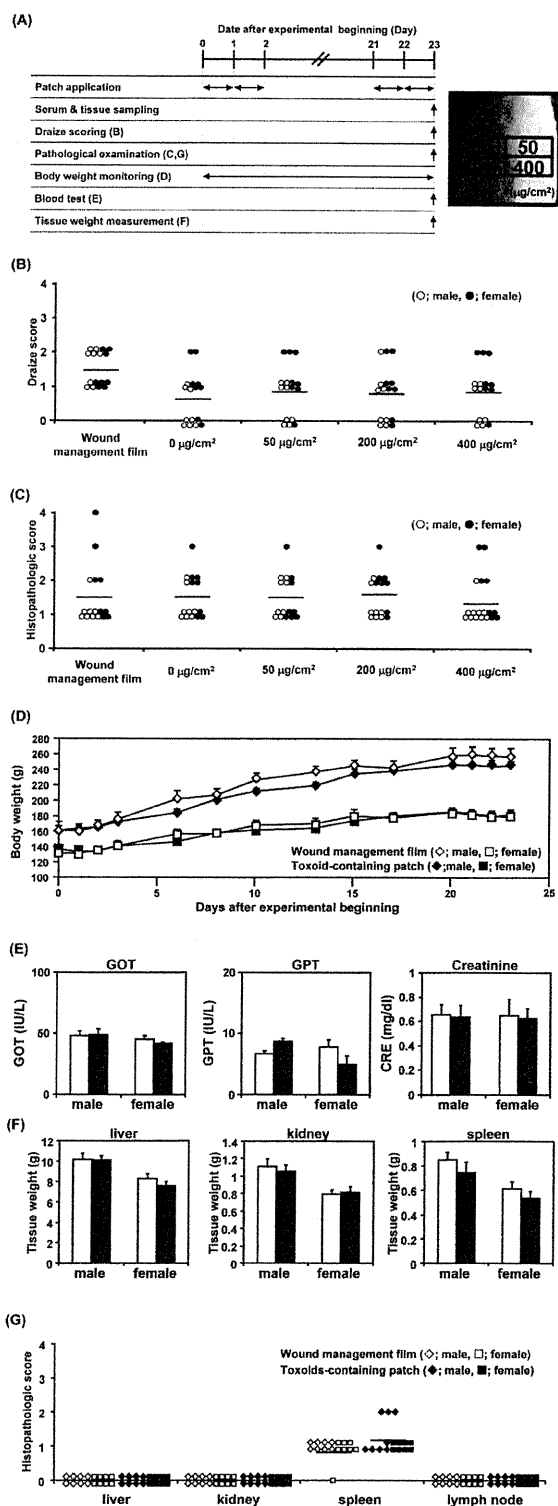 (A)
Date after experimental beginning (Day)
0 1 2 21 22 23
Patch application
Serum & tissue sampling
Draize scoring (B)
Pathological examination (C,G)
Body weight monitoring (D)
Blood test (E)
Tissue weight measurement (F)
50
400
(μg/cm²)
(B)
Draize score
4
3
2
1
0
(○; male, ●; female)
Wound management film
0 μg/cm²
50 μg/cm²
200 μg/cm²
400 μg/cm²
(C)
Histopathologic score
4
3
2
1
0
(○; male, ●; female)
Wound management film
0 μg/cm²
50 μg/cm²
200 μg/cm²
400 μg/cm²
(D)
Body weight (g)
280
260
240
220
200
180
160
140
120
100
Wound management film (◇; male, □; female)
Toxoid-containing patch (◆;male, ■; female)
0 5 10 15 20 25
Days after experimental beginning
(E)
GOT
GOT (IU/L)
100
50
0
male female
GPT
GPT (IU/L)
20
10
0
male female
Creatinine
CRE (mg/dl)
1
0.8
0.6
0.4
0.2
0
male female
(F)
liver
Tissue weight (g)
12
10
8
6
4
2
0
male female
kidney
Tissue weight (g)
1.4
1.2
1
0.8
0.6
0.4
0.2
0
male female
spleen
Tissue weight (g)
1
0.8
0.6
0.4
0.2
0
male female
(G)
Histopathologic score
4
3
2
1
0
Wound management film (◇; male, □; female)
Toxoids-containing patch (◆; male, ■; female)
liver kidney spleen lymph node